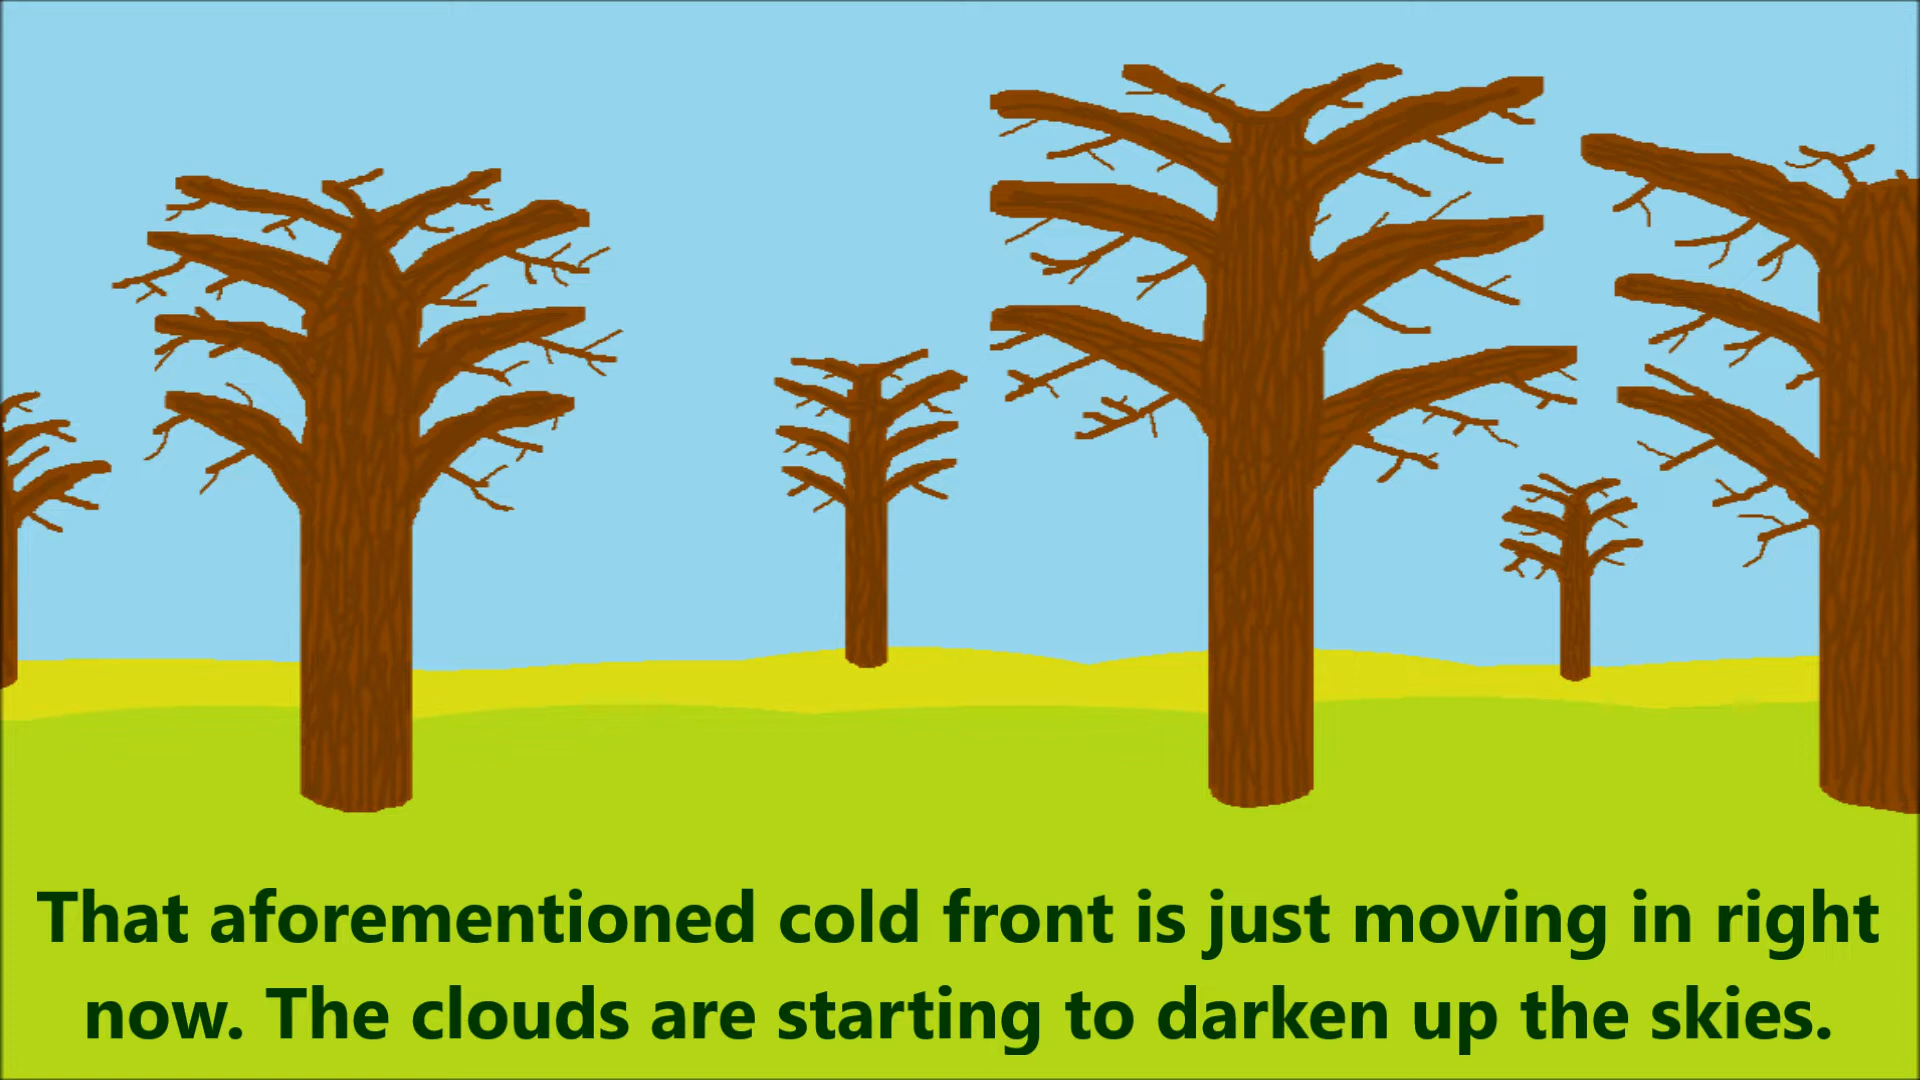 That aforementioned cold front is just moving in right
now. The clouds are starting to darken up the skies.